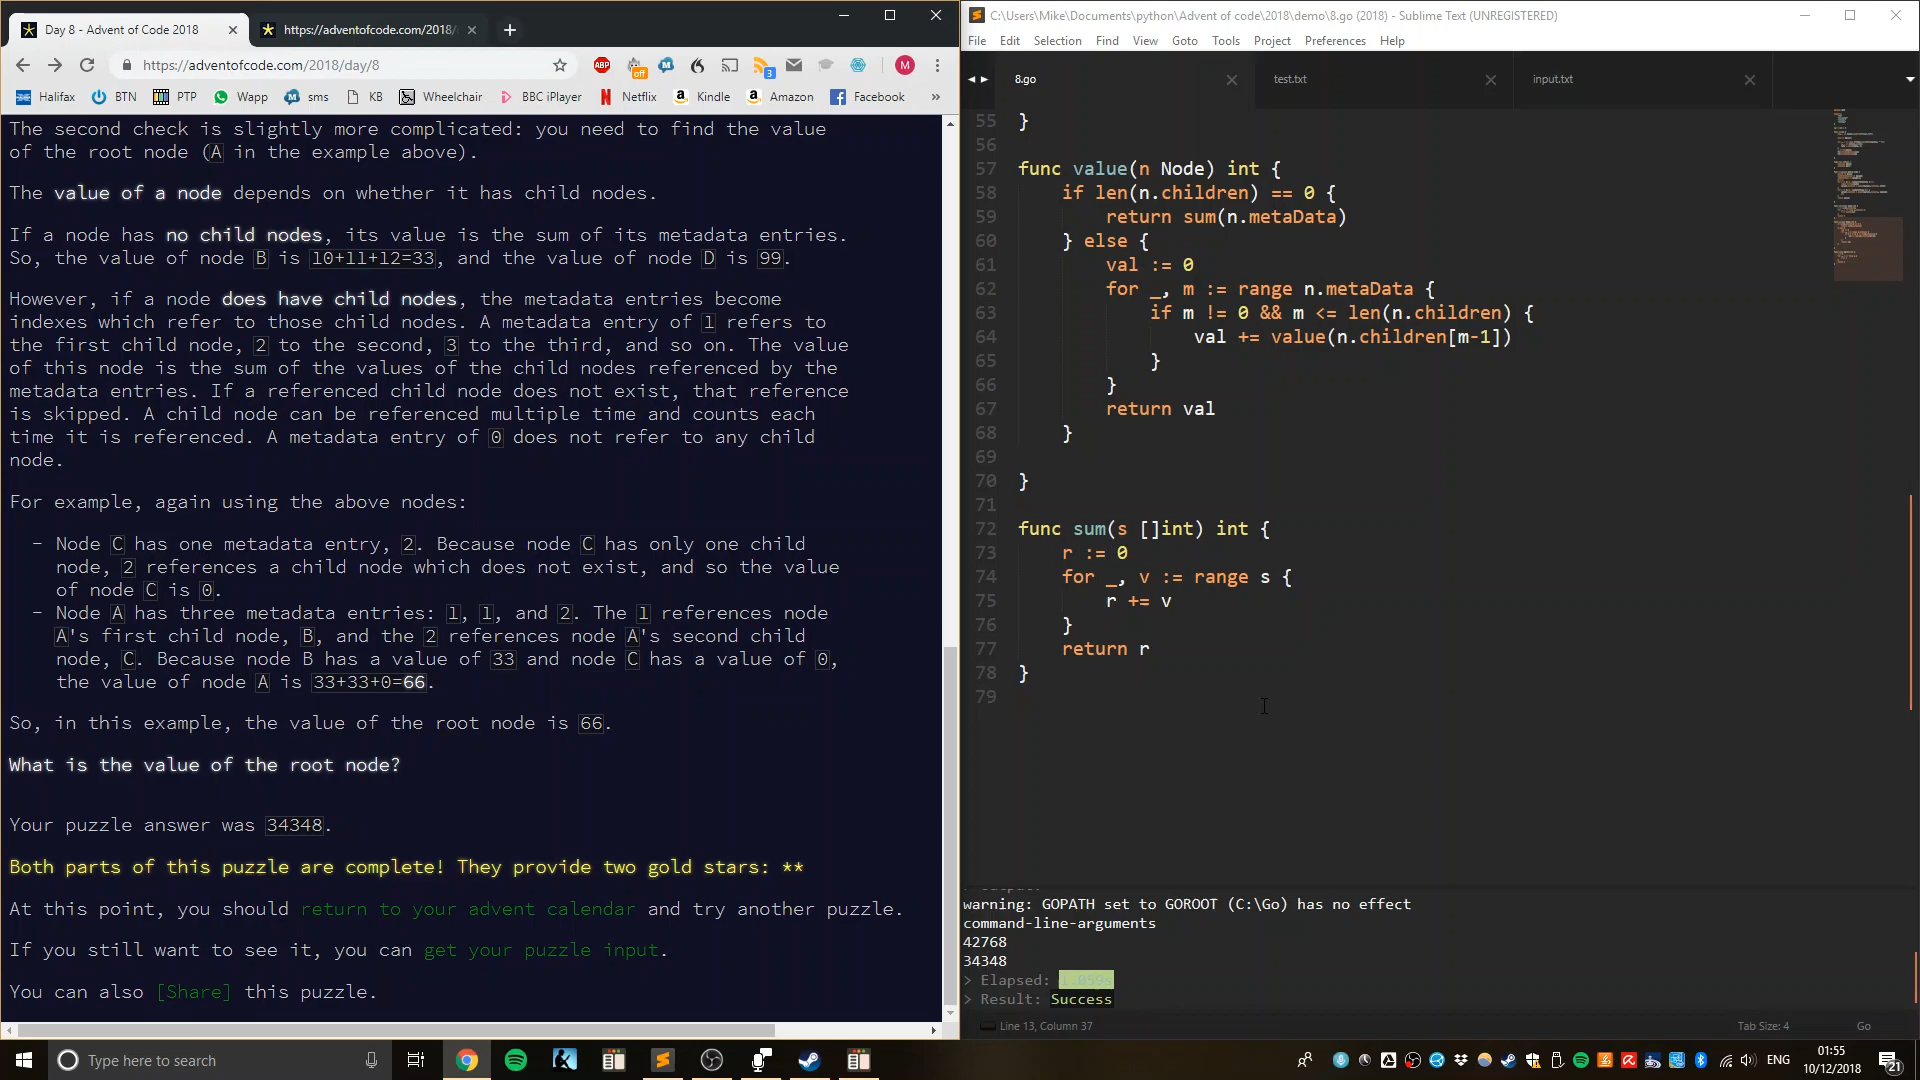 Day 8 - Advent of Code 2018
https://adventofcode.com/2018/
https://adventofcode.com/2018/day/8
Halifax BTN PTP Wapp sms KB Wheelchair BBC iPlayer Netflix Kindle Amazon Facebook »
The second check is slightly more complicated: you need to find the value
of the root node (A in the example above).
The value of a node depends on whether it has child nodes.
If a node has no child nodes, its value is the sum of its metadata entries.
So, the value of node B is 10+11+12=33, and the value of node D is 99.
However, if a node does have child nodes, the metadata entries become
indexes which refer to those child nodes. A metadata entry of 1 refers to
the first child node, 2 to the second, 3 to the third, and so on. The value
of this node is the sum of the values of the child nodes referenced by the
metadata entries. If a referenced child node does not exist, that reference
is skipped. A child node can be referenced multiple time and counts each
time it is referenced. A metadata entry of 0 does not refer to any child
node.
For example, again using the above nodes:
- Node C has one metadata entry, 2. Because node C has only one child
node, 2 references a child node which does not exist, and so the value
of node C is 0.
- Node A has three metadata entries: 1, 1, and 2. The 1 references node
A's first child node, B, and the 2 references node A's second child
node, C. Because node B has a value of 33 and node C has a value of 0,
the value of node A is 33+33+0=66.
So, in this example, the value of the root node is 66.
What is the value of the root node?
Your puzzle answer was 34348.
Both parts of this puzzle are complete! They provide two gold stars: **
At this point, you should return to your advent calendar and try another puzzle.
If you still want to see it, you can get your puzzle input.
You can also [Share] this puzzle.
C:\Users\Mike\Documents\python\Advent of code\2018\demo\8.go (2018) - Sublime Text (UNREGISTERED)
File Edit Selection Find View Goto Tools Project Preferences Help
8.go test.txt input.txt
55 }
56
57 func value(n Node) int {
58 if len(n.children) == 0 {
59 return sum(n.metaData)
60 } else {
61 val := 0
62 for _, m := range n.metaData {
63 if m != 0 && m <= len(n.children) {
64 val += value(n.children[m-1])
65 }
66 }
67 return val
68 }
69
70 }
71
72 func sum(s []int) int {
73 r := 0
74 for _, v := range s {
75 r += v
76 }
77 return r
78 }
79
warning: GOPATH set to GOROOT (C:\Go) has no effect
command-line-arguments
42768
34348
> Elapsed:
> Result: Success
Line 13, Column 37 Tab Size: 4 Go
Type here to search
ENG
01:55
10/12/2018
21